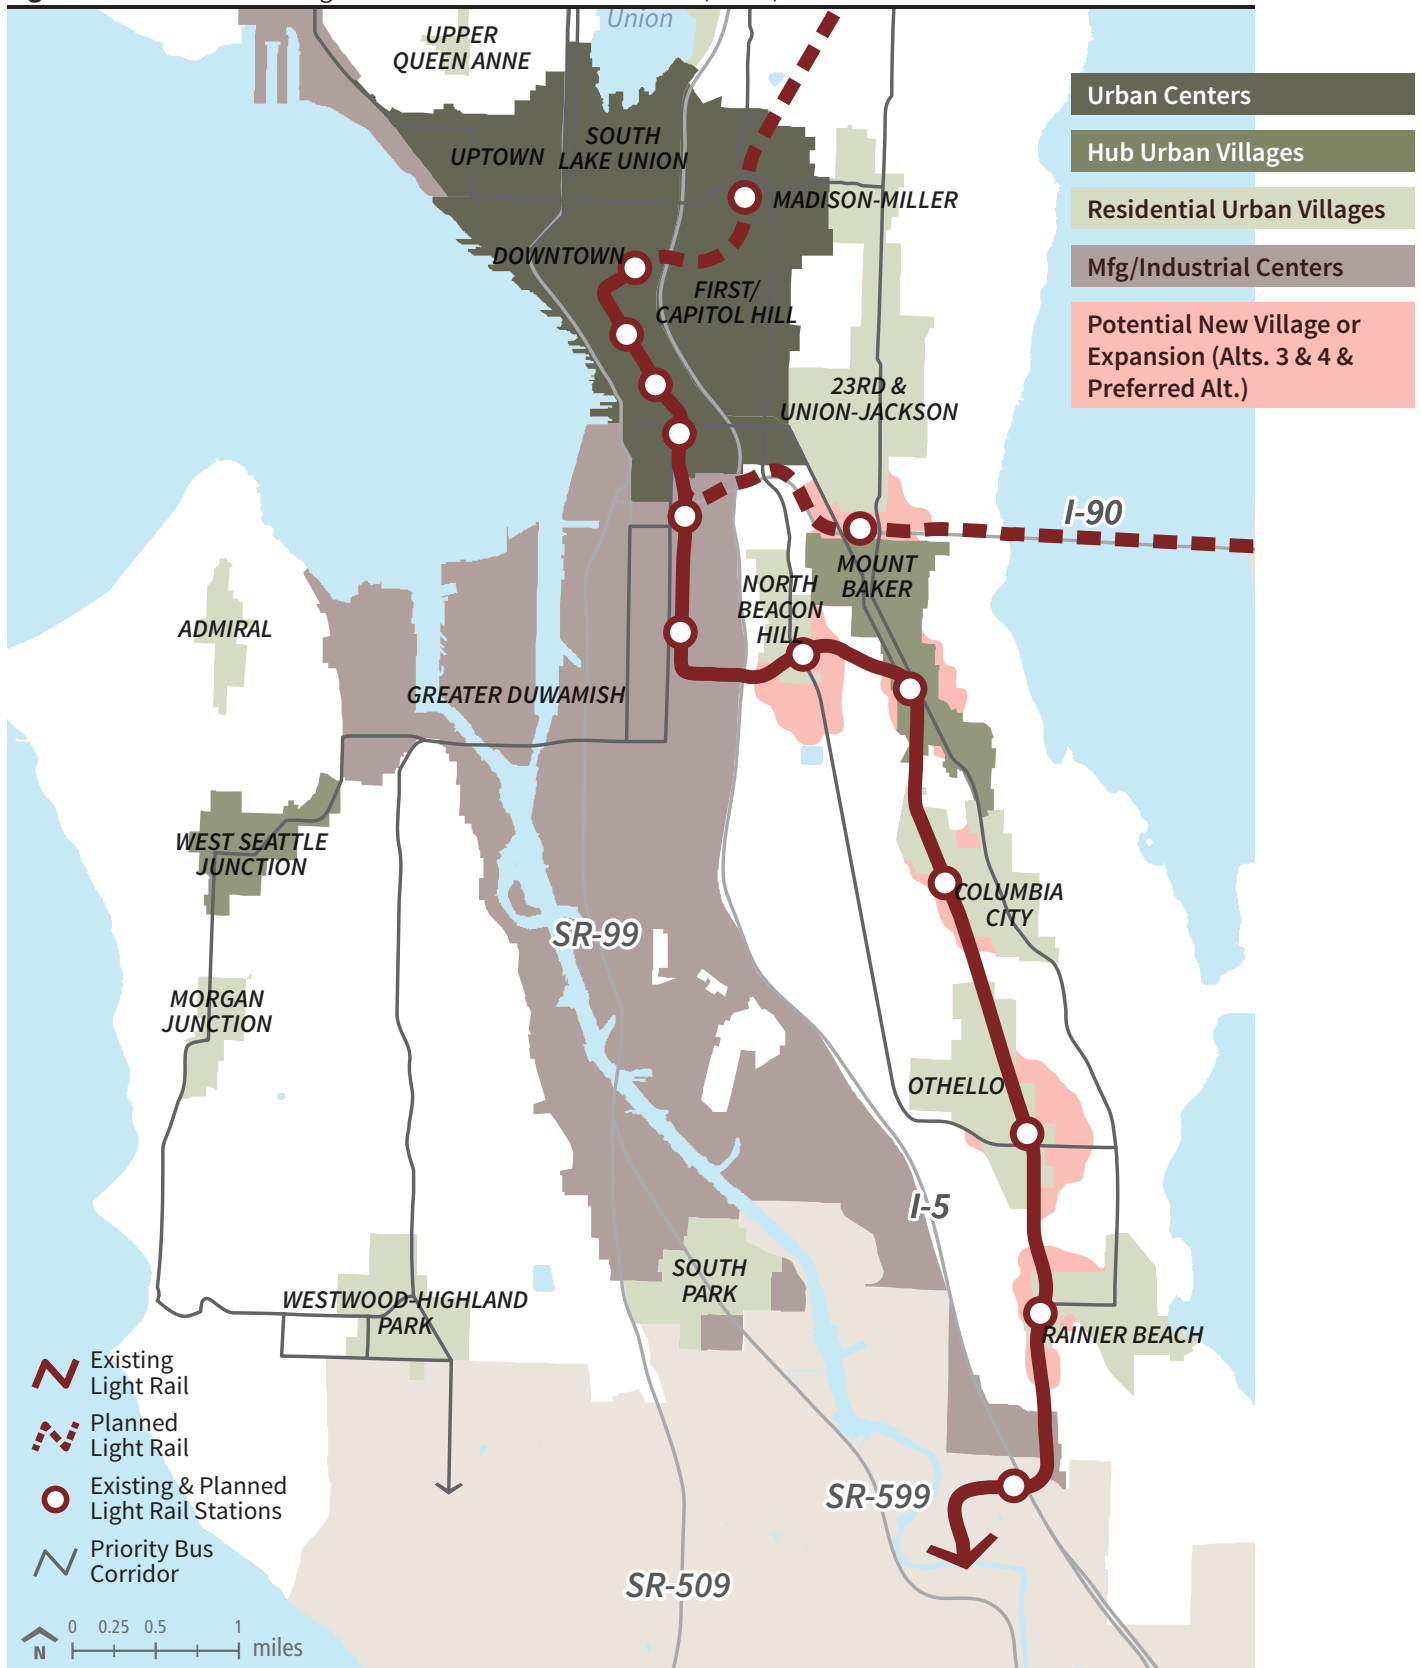 Union
UPPER
QUEEN ANNE
Urban Centers
Hub Urban Villages
Residential Urban Villages
Mfg/Industrial Centers
Potential New Village or
Expansion (Alts. 3 & 4 &
Preferred Alt.)
UPTOWN
SOUTH
LAKE UNION
MADISON-MILLER
DOWNTOWN
FIRST/
CAPITOL HILL
23RD &
UNION-JACKSON
I-90
MOUNT
BAKER
NORTH
BEACON
HILL
ADMIRAL
GREATER DUWAMISH
WEST SEATTLE
JUNCTION
COLUMBIA
CITY
SR-99
MORGAN
JUNCTION
OTHELLO
I-5
SOUTH
PARK
WESTWOOD-HIGHLAND
PARK
RAINIER BEACH
SR-599
SR-509
Existing
Light Rail
Planned
Light Rail
Existing & Planned
Light Rail Stations
Priority Bus
Corridor
N
0 0.25 0.5 1
miles